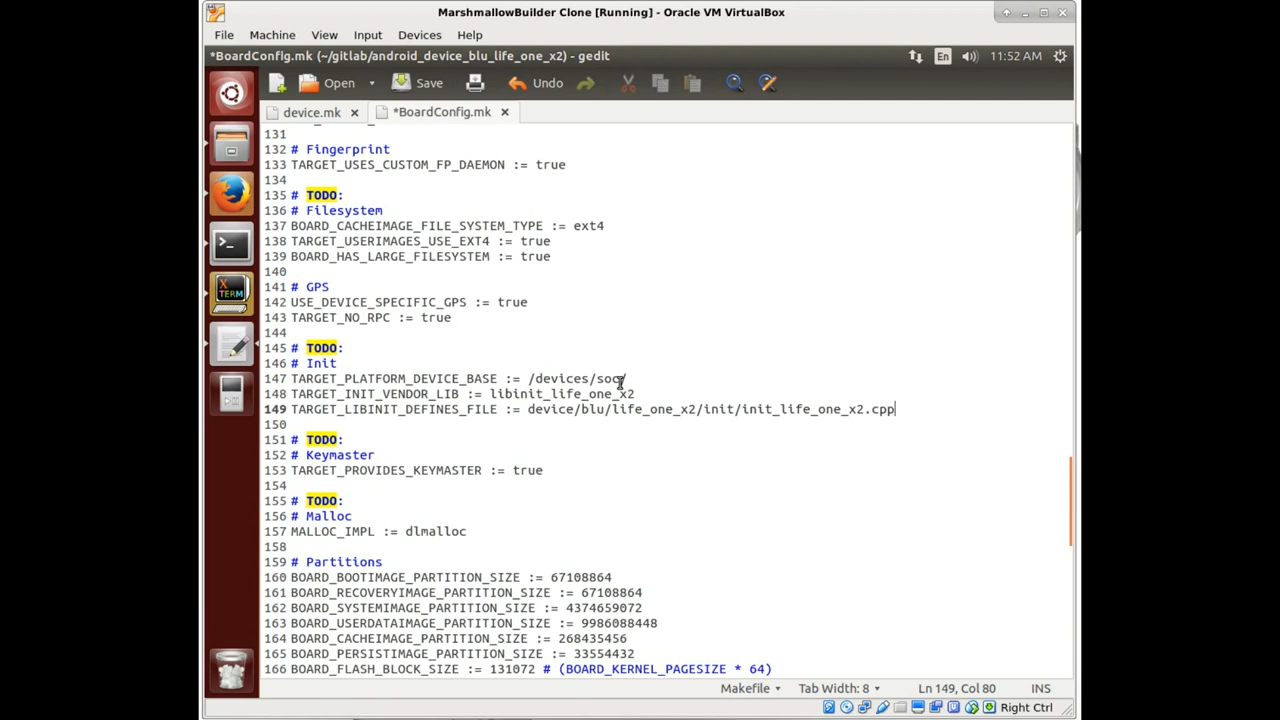 MarshmallowBuilder Clone [Running] - Oracle VM VirtualBox
File Machine View Input Devices Help
*BoardConfig.mk (~/gitlab/android_device_blu_life_one_x2) - gedit
En 11:52 AM
Open Save Undo
device.mk *BoardConfig.mk
131
132 # Fingerprint
133 TARGET_USES_CUSTOM_FP_DAEMON := true
134
135 # TODO:
136 # Filesystem
137 BOARD_CACHEIMAGE_FILE_SYSTEM_TYPE := ext4
138 TARGET_USERIMAGES_USE_EXT4 := true
139 BOARD_HAS_LARGE_FILESYSTEM := true
140
141 # GPS
142 USE_DEVICE_SPECIFIC_GPS := true
143 TARGET_NO_RPC := true
144
145 # TODO:
146 # Init
147 TARGET_PLATFORM_DEVICE_BASE := /devices/soc/
148 TARGET_INIT_VENDOR_LIB := libinit_life_one_x2
149 TARGET_LIBINIT_DEFINES_FILE := device/blu/life_one_x2/init/init_life_one_x2.cpp
150
151 # TODO:
152 # Keymaster
153 TARGET_PROVIDES_KEYMASTER := true
154
155 # TODO:
156 # Malloc
157 MALLOC_IMPL := dlmalloc
158
159 # Partitions
160 BOARD_BOOTIMAGE_PARTITION_SIZE := 67108864
161 BOARD_RECOVERYIMAGE_PARTITION_SIZE := 67108864
162 BOARD_SYSTEMIMAGE_PARTITION_SIZE := 4374659072
163 BOARD_USERDATAIMAGE_PARTITION_SIZE := 9986088448
164 BOARD_CACHEIMAGE_PARTITION_SIZE := 268435456
165 BOARD_PERSISTIMAGE_PARTITION_SIZE := 33554432
166 BOARD_FLASH_BLOCK_SIZE := 131072 # (BOARD_KERNEL_PAGESIZE * 64)
Makefile Tab Width: 8 Ln 149, Col 80 INS
Right Ctrl
X TERM